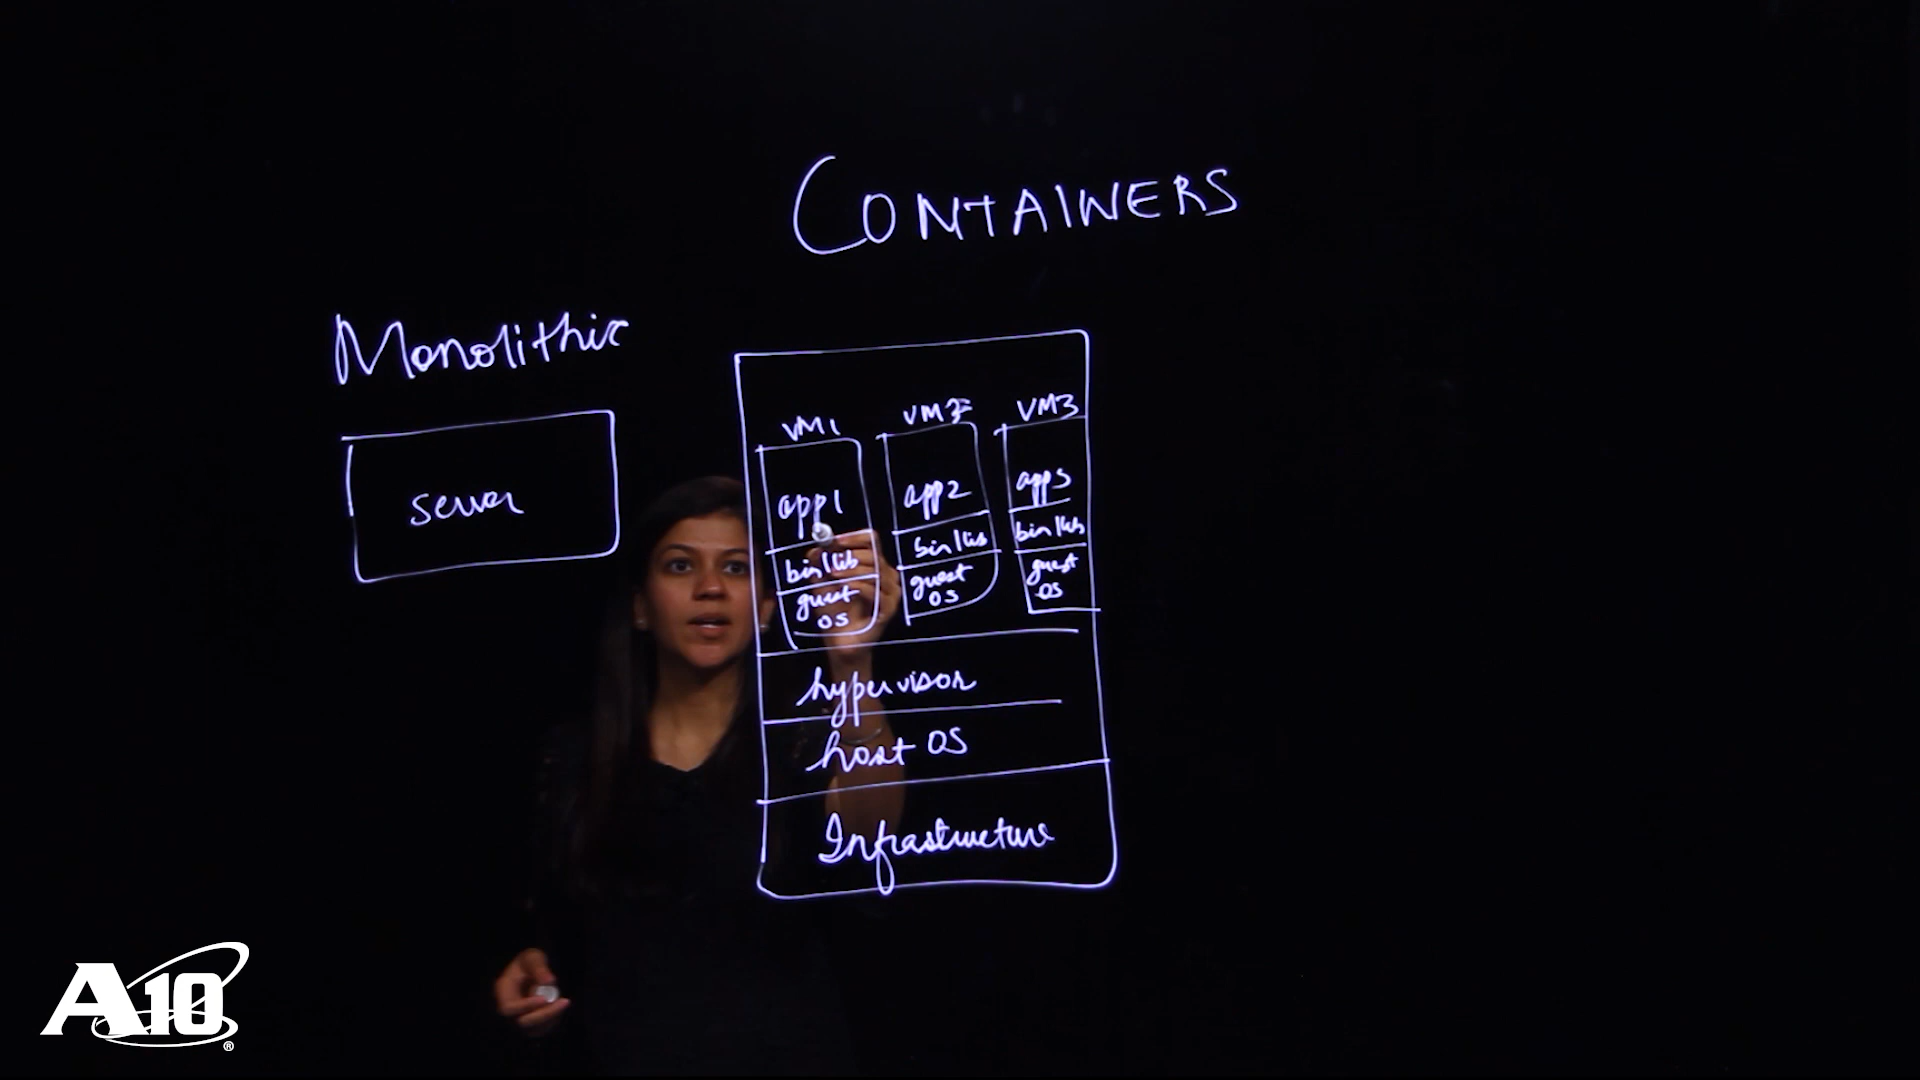 CONTAINERS
Monolithic
server
VM1
app1
bin/lib
guest
OS
VM2
app2
bin/lib
guest
OS
VM3
app3
bin/lib
guest
OS
hypervisor
host OS
Infrastructure
A10
®